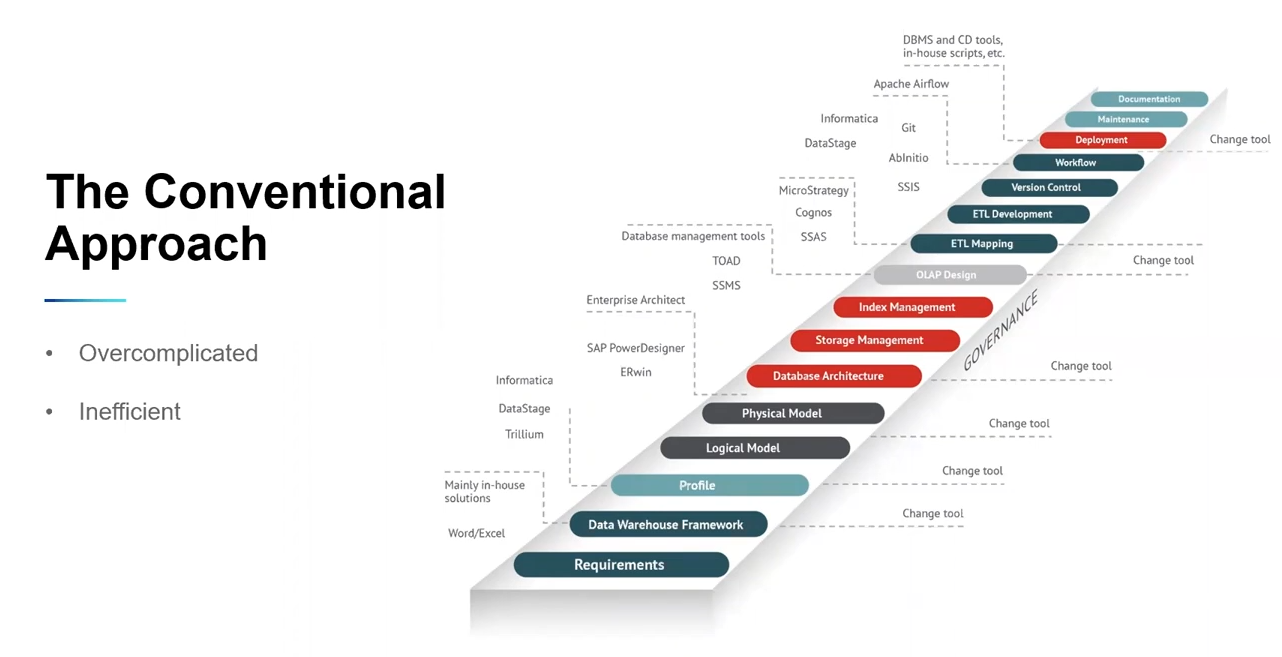 The Conventional
Approach
• Overcomplicated
• Inefficient
DBMS and CD tools,
in-house scripts, etc.
Apache Airflow
Informatica
Git
DataStage
AbInitio
SSIS
MicroStrategy
Cognos
SSAS
Database management tools
TOAD
SSMS
Enterprise Architect
SAP PowerDesigner
ERwin
Informatica
DataStage
Trillium
Mainly in-house
solutions
Word/Excel
Documentation
Maintenance
Deployment
Workflow
Version Control
ETL Development
ETL Mapping
OLAP Design
Index Management
Storage Management
Database Architecture
Physical Model
Logical Model
Profile
Data Warehouse Framework
Requirements
GOVERNANCE
Change tool
Change tool
Change tool
Change tool
Change tool
Change tool